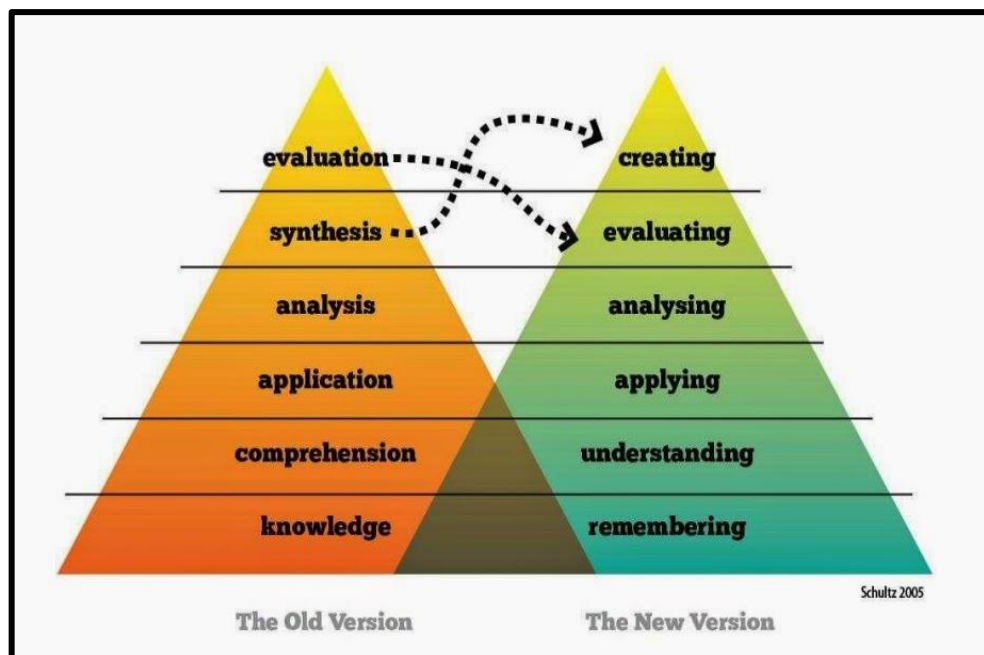 evaluation
creating
synthesis
evaluating
analysis
analysing
application
applying
comprehension
understanding
knowledge
remembering
Schultz 2005
The Old Version
The New Version